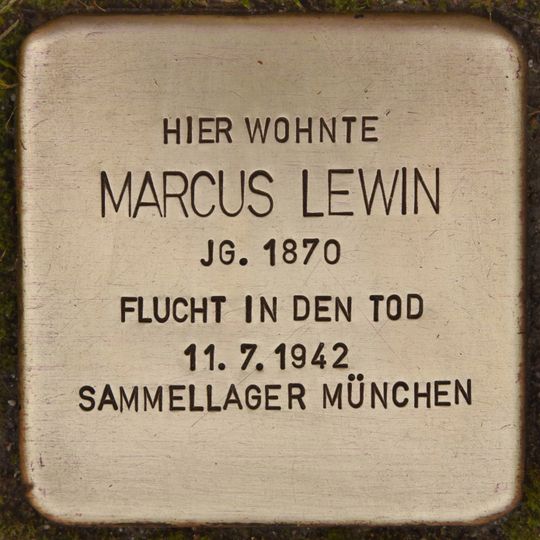 HIER WOHNTE
MARCUS LEWIN
JG. 1870
FLUCHT IN DEN TOD
11. 7. 1942
SAMMELLAGER MÜNCHEN